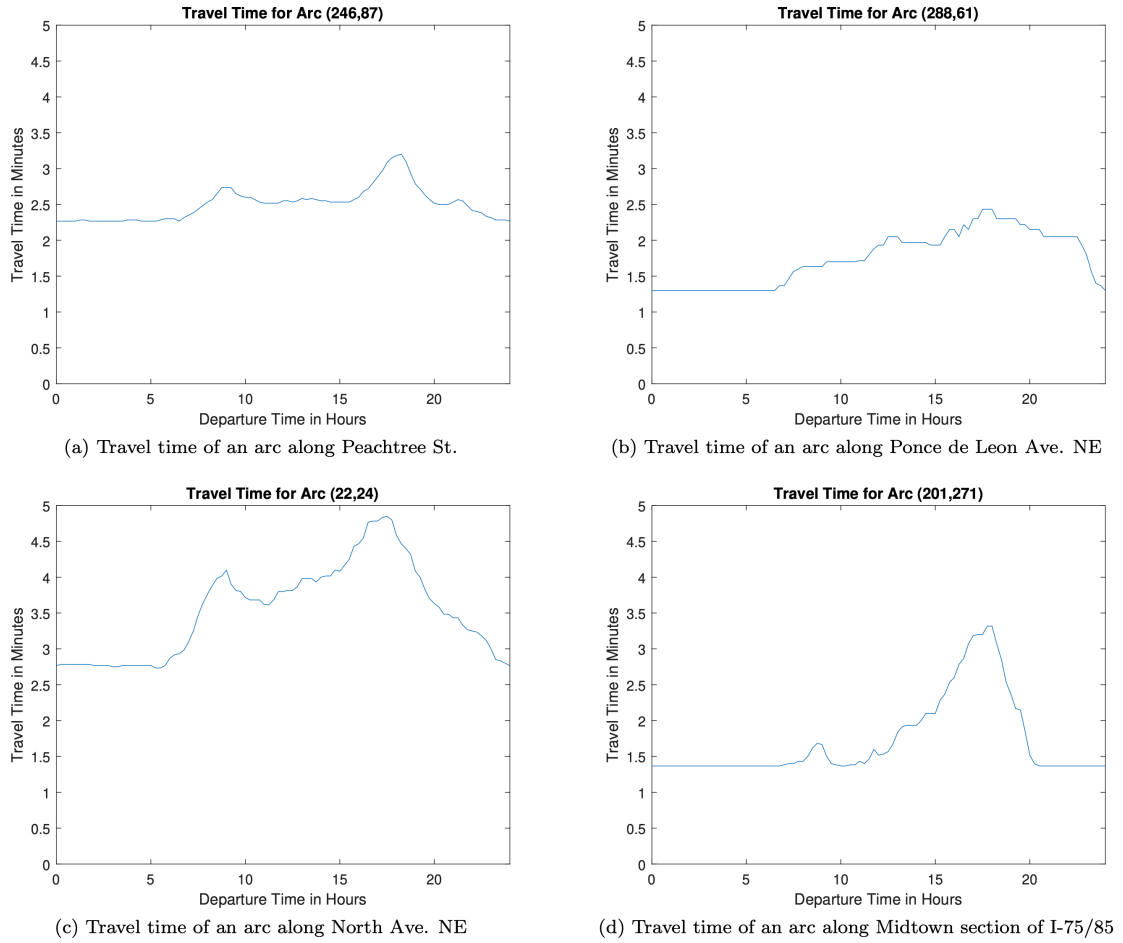 Travel Time for Arc (246,87)
5
4.5
4
3.5
3
2.5
2
1.5
1
0.5
0
Travel Time in Minutes
0 5 10 15 20
Departure Time in Hours
(a) Travel time of an arc along Peachtree St.
Travel Time for Arc (288,61)
5
4.5
4
3.5
3
2.5
2
1.5
1
0.5
0
Travel Time in Minutes
0 5 10 15 20
Departure Time in Hours
(b) Travel time of an arc along Ponce de Leon Ave. NE
Travel Time for Arc (22,24)
5
4.5
4
3.5
3
2.5
2
1.5
1
0.5
0
Travel Time in Minutes
0 5 10 15 20
Departure Time in Hours
(c) Travel time of an arc along North Ave. NE
Travel Time for Arc (201,271)
5
4.5
4
3.5
3
2.5
2
1.5
1
0.5
0
Travel Time in Minutes
0 5 10 15 20
Departure Time in Hours
(d) Travel time of an arc along Midtown section of I-75/85